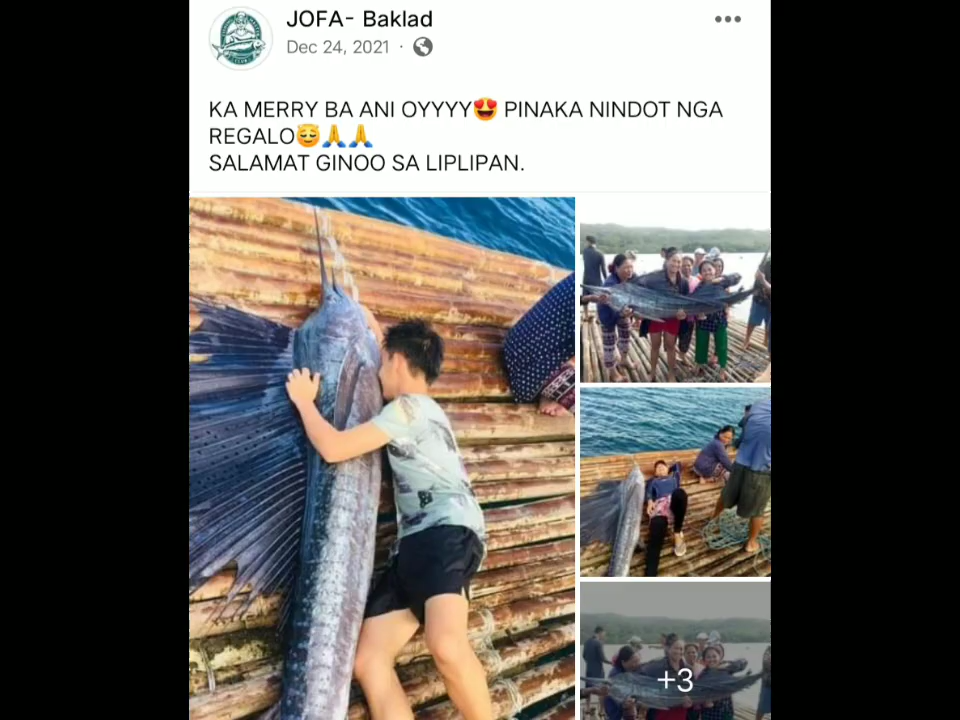 JOFA- Baklad
Dec 24, 2021 ·
KA MERRY BA ANI OYYYY😍 PINAKA NINDOT NGA
REGALO😇🙏🙏
SALAMAT GINOO SA LIPLIPAN.
+3